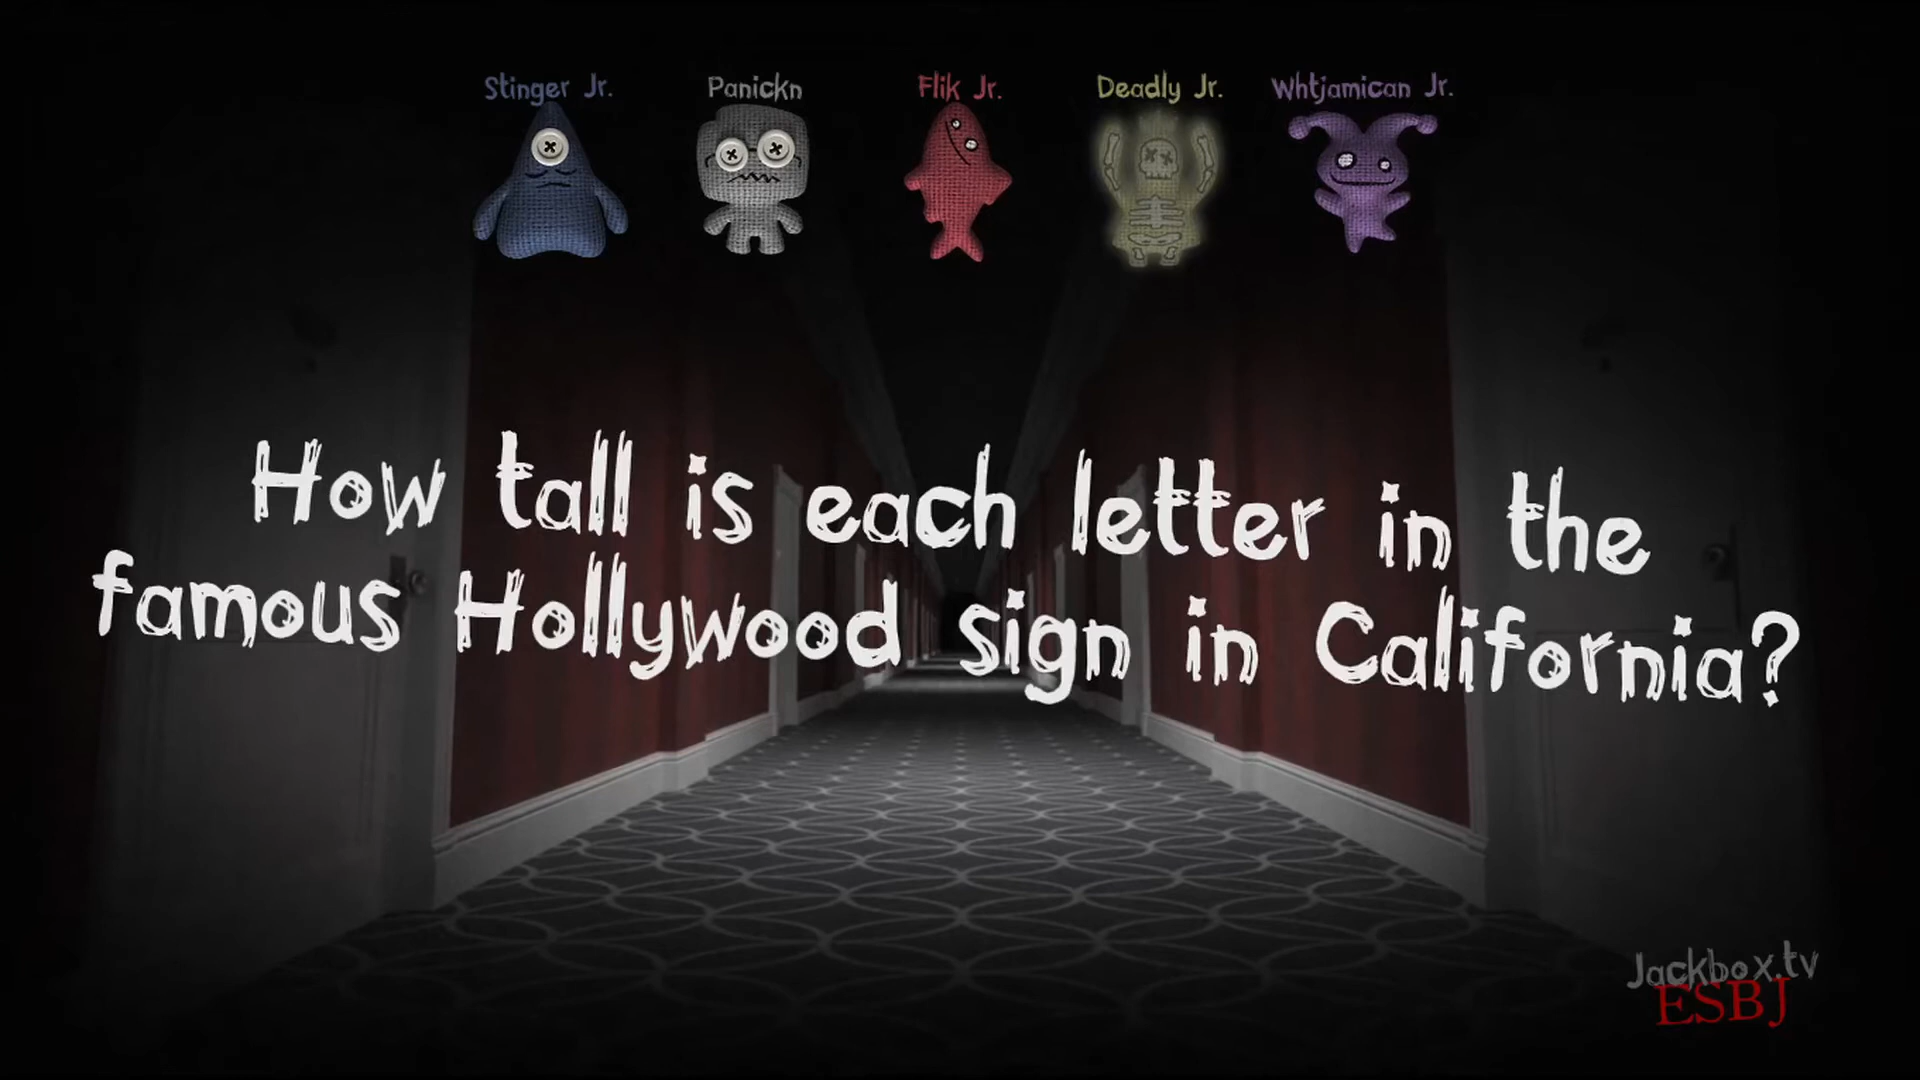 Stinger Jr.
Panickn
Flik Jr.
Deadly Jr.
Whtjamican Jr.
How tall is each letter in the
famous Hollywood sign in California?
Jackbox.tv
ESBJ